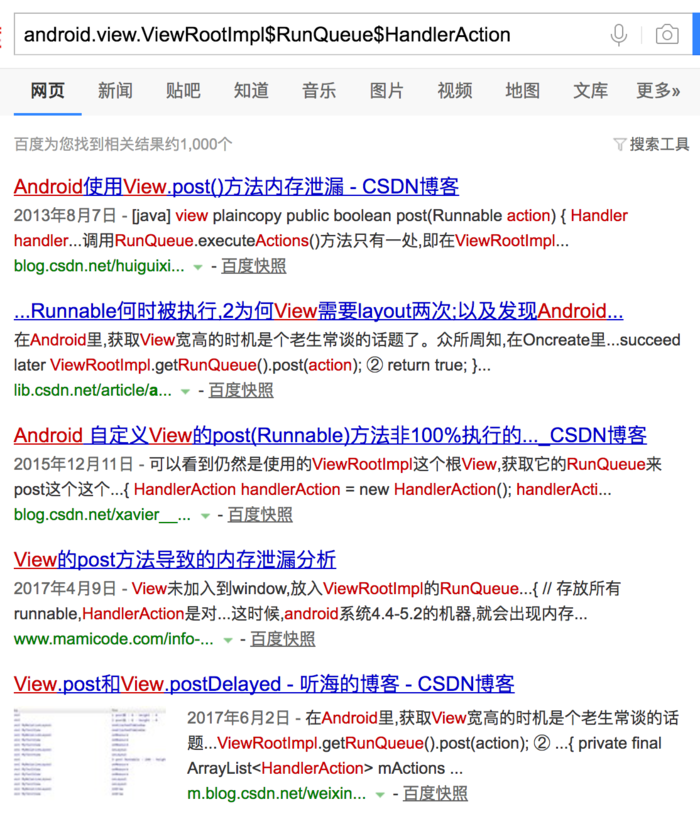 android.view.ViewRootImpl$RunQueue$HandlerAction
网页 新闻 贴吧 知道 音乐 图片 视频 地图 文库 更多»
百度为您找到相关结果约1,000个 搜索工具
Android使用View.post()方法内存泄漏 - CSDN博客
2013年8月7日 - [java] view plaincopy public boolean post(Runnable action) { Handler
handler...调用RunQueue.executeActions()方法只有一处,即在ViewRootImpl...
blog.csdn.net/huiguixi... - 百度快照
...Runnable何时被执行,2为何View需要layout两次;以及发现Android...
在Android里,获取View宽高的时机是个老生常谈的话题了。众所周知,在Oncreate里...succeed
later ViewRootImpl.getRunQueue().post(action); ② return true; }...
lib.csdn.net/article/a... - 百度快照
Android 自定义View的post(Runnable)方法非100%执行的..._CSDN博客
2015年12月11日 - 可以看到仍然是使用的ViewRootImpl这个根View,获取它的RunQueue来
post这个这个...{ HandlerAction handlerAction = new HandlerAction(); handlerActi...
blog.csdn.net/xavier__... - 百度快照
View的post方法导致的内存泄漏分析
2017年4月9日 - View未加入到window,放入ViewRootImpl的RunQueue...{ // 存放所有
runnable,HandlerAction是对...这时候,android系统4.4-5.2的机器,就会出现内存...
www.mamicode.com/info-... - 百度快照
View.post和View.postDelayed - 听海的博客 - CSDN博客
2017年6月2日 - 在Android里,获取View宽高的时机是个老生常谈的话
题...ViewRootImpl.getRunQueue().post(action); ② ...{ private final
ArrayList<HandlerAction> mActions ...
m.blog.csdn.net/weixin... - 百度快照